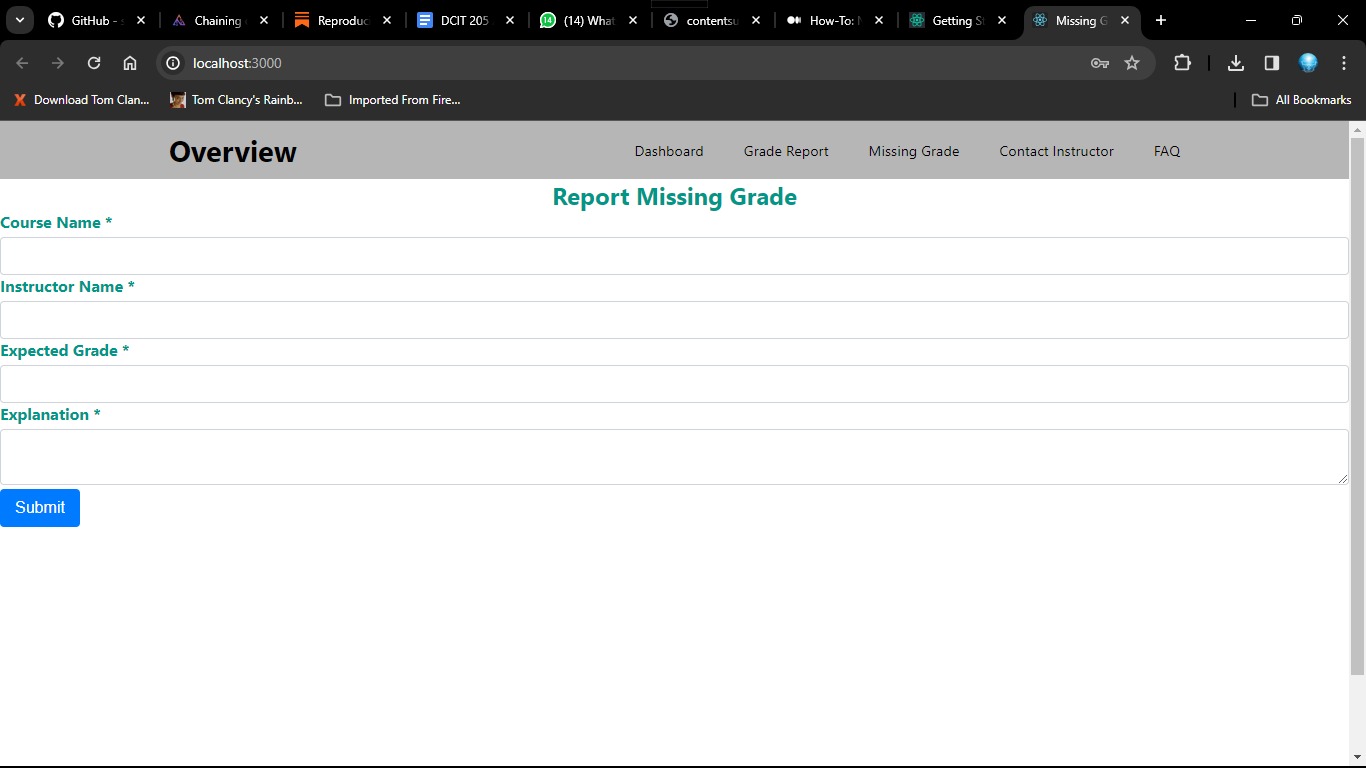 GitHub - s Chaining Reproduc DCIT 205 (14) What contentsu How-To: Getting S Missing G
localhost:3000
Download Tom Clan... Tom Clancy's Rainb... Imported From Fire... All Bookmarks
Overview Dashboard Grade Report Missing Grade Contact Instructor FAQ
Report Missing Grade
Course Name *
Instructor Name *
Expected Grade *
Explanation *
Submit